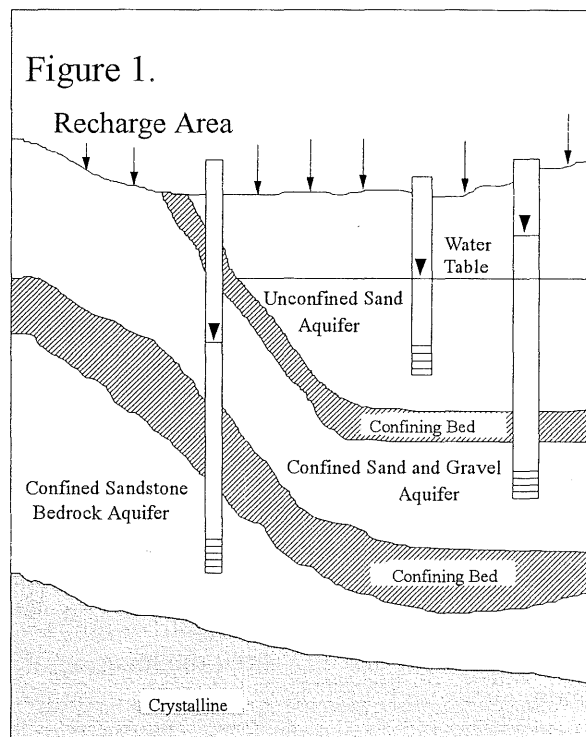 Figure 1.
Recharge Area
Water
Table
Unconfined Sand
Aquifer
Confining Bed
Confined Sand and Gravel
Aquifer
Confined Sandstone
Bedrock Aquifer
Confining Bed
Crystalline